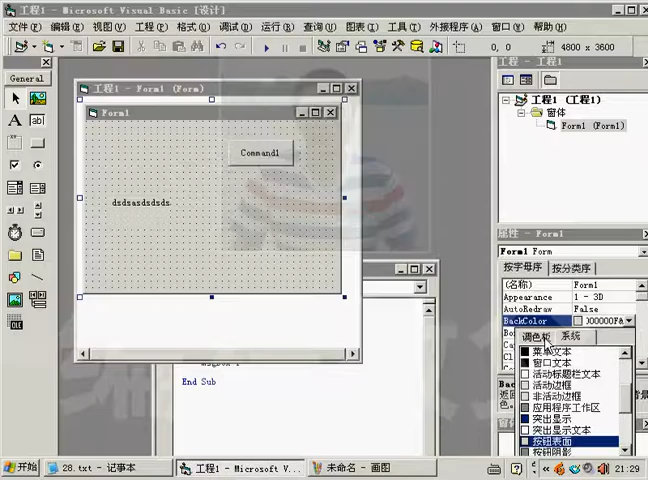 工程1 - Microsoft Visual Basic [设计]
文件(F) 编辑(E) 视图(V) 工程(P) 格式(O) 调试(D) 运行(R) 查询(U) 图表(I) 工具(T) 外接程序(A) 窗口(W) 帮助(H)
0, 0 4800 x 3600
General
工程1 - Form1 (Form)
Form1
Command1
dsdsasdsdsds
End Sub
工程 - 工程1
工程1 (工程1)
窗体
Form1 (Form1)
属性 - Form1
Form1 Form
按字母序 按分类序
(名称) Form1
Appearance 1 - 3D
AutoRedraw False
BackColor
调色板 系统
菜单文本
窗口文本
活动标题栏文本
活动边框
非活动边框
应用程序工作区
突出显示
突出显示文本
按钮表面
按钮阴影
开始 28.txt - 记事本 工程1 - Microsoft V... 未命名 - 画图 21:29